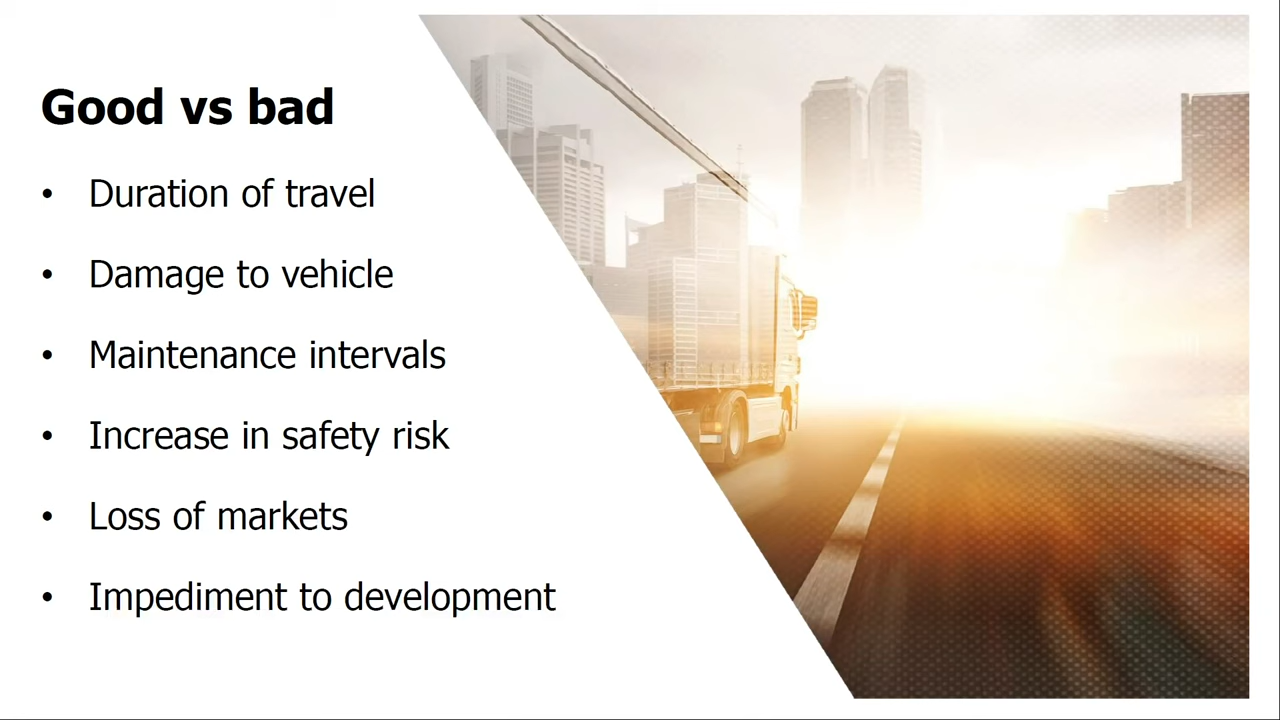 Good vs bad
• Duration of travel
• Damage to vehicle
• Maintenance intervals
• Increase in safety risk
• Loss of markets
• Impediment to development